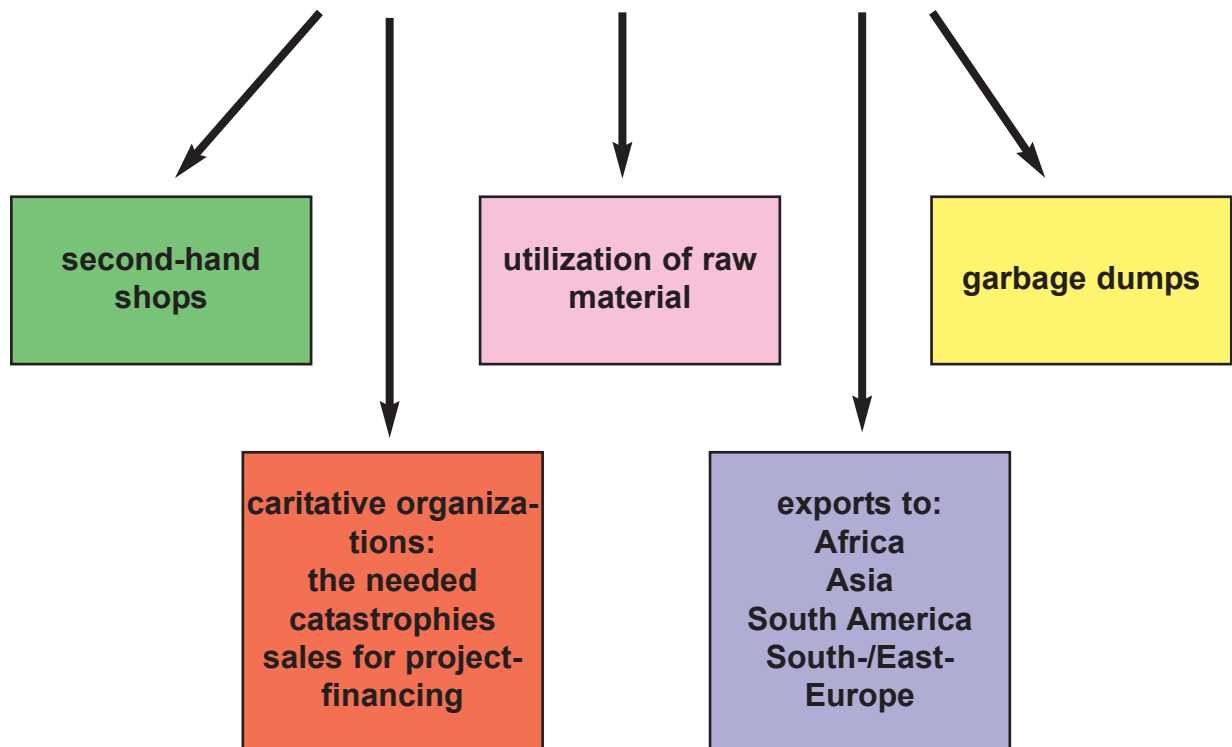 second-hand
shops
utilization of raw
material
garbage dumps
caritative organiza-
tions:
the needed
catastrophies
sales for project-
financing
exports to:
Africa
Asia
South America
South-/East-
Europe